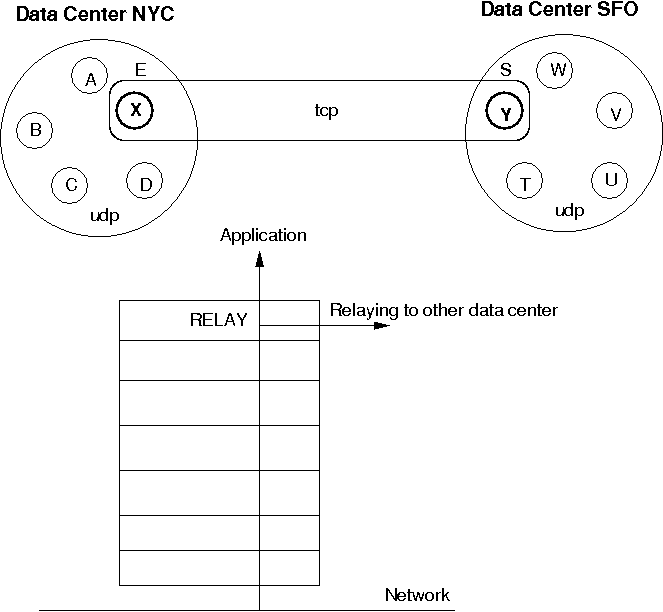 Data Center NYC
Data Center SFO
A
E
X
B
C
D
udp
tcp
S
W
Y
V
T
U
udp
Application
RELAY
Relaying to other data center
Network